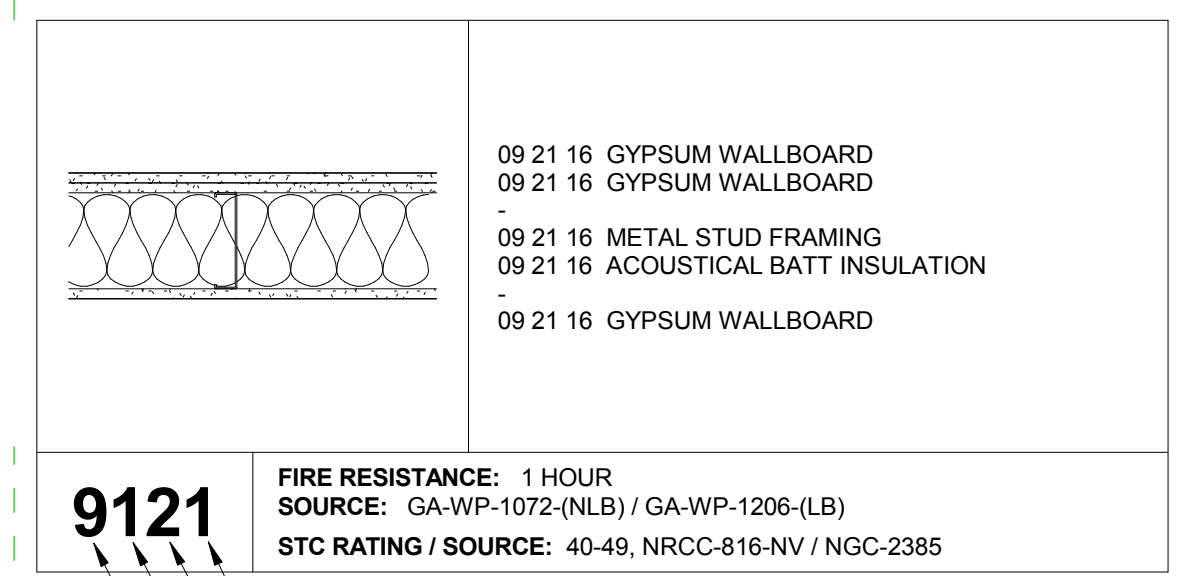 09 21 16 GYPSUM WALLBOARD
09 21 16 GYPSUM WALLBOARD
-
09 21 16 METAL STUD FRAMING
09 21 16 ACOUSTICAL BATT INSULATION
-
09 21 16 GYPSUM WALLBOARD
9121
FIRE RESISTANCE: 1 HOUR
SOURCE: GA-WP-1072-(NLB) / GA-WP-1206-(LB)
STC RATING / SOURCE: 40-49, NRCC-816-NV / NGC-2385